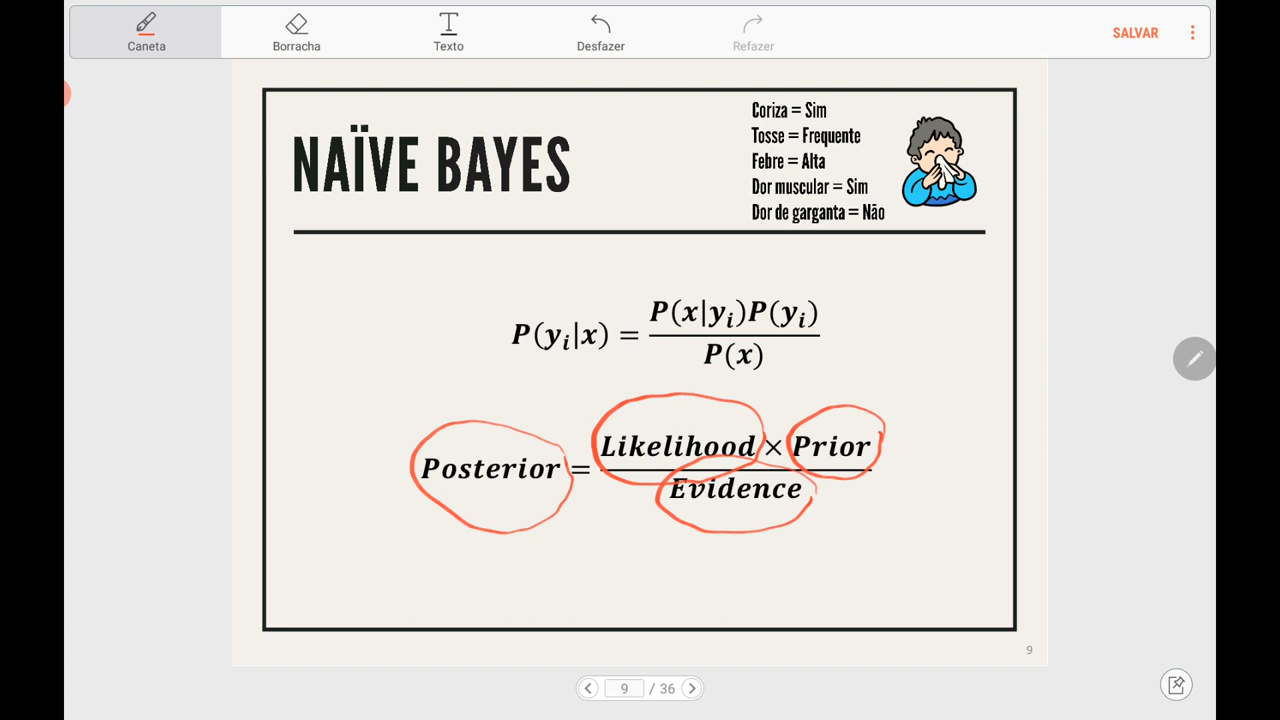 Caneta
Borracha
Texto
Desfazer
Refazer
SALVAR
NAÏVE BAYES
Coriza = Sim
Tosse = Frequente
Febre = Alta
Dor muscular = Sim
Dor de garganta = Não
P(yᵢ|x) = P(x|yᵢ)P(yᵢ) / P(x)
Posterior = Likelihood × Prior / Evidence
9
9 / 36